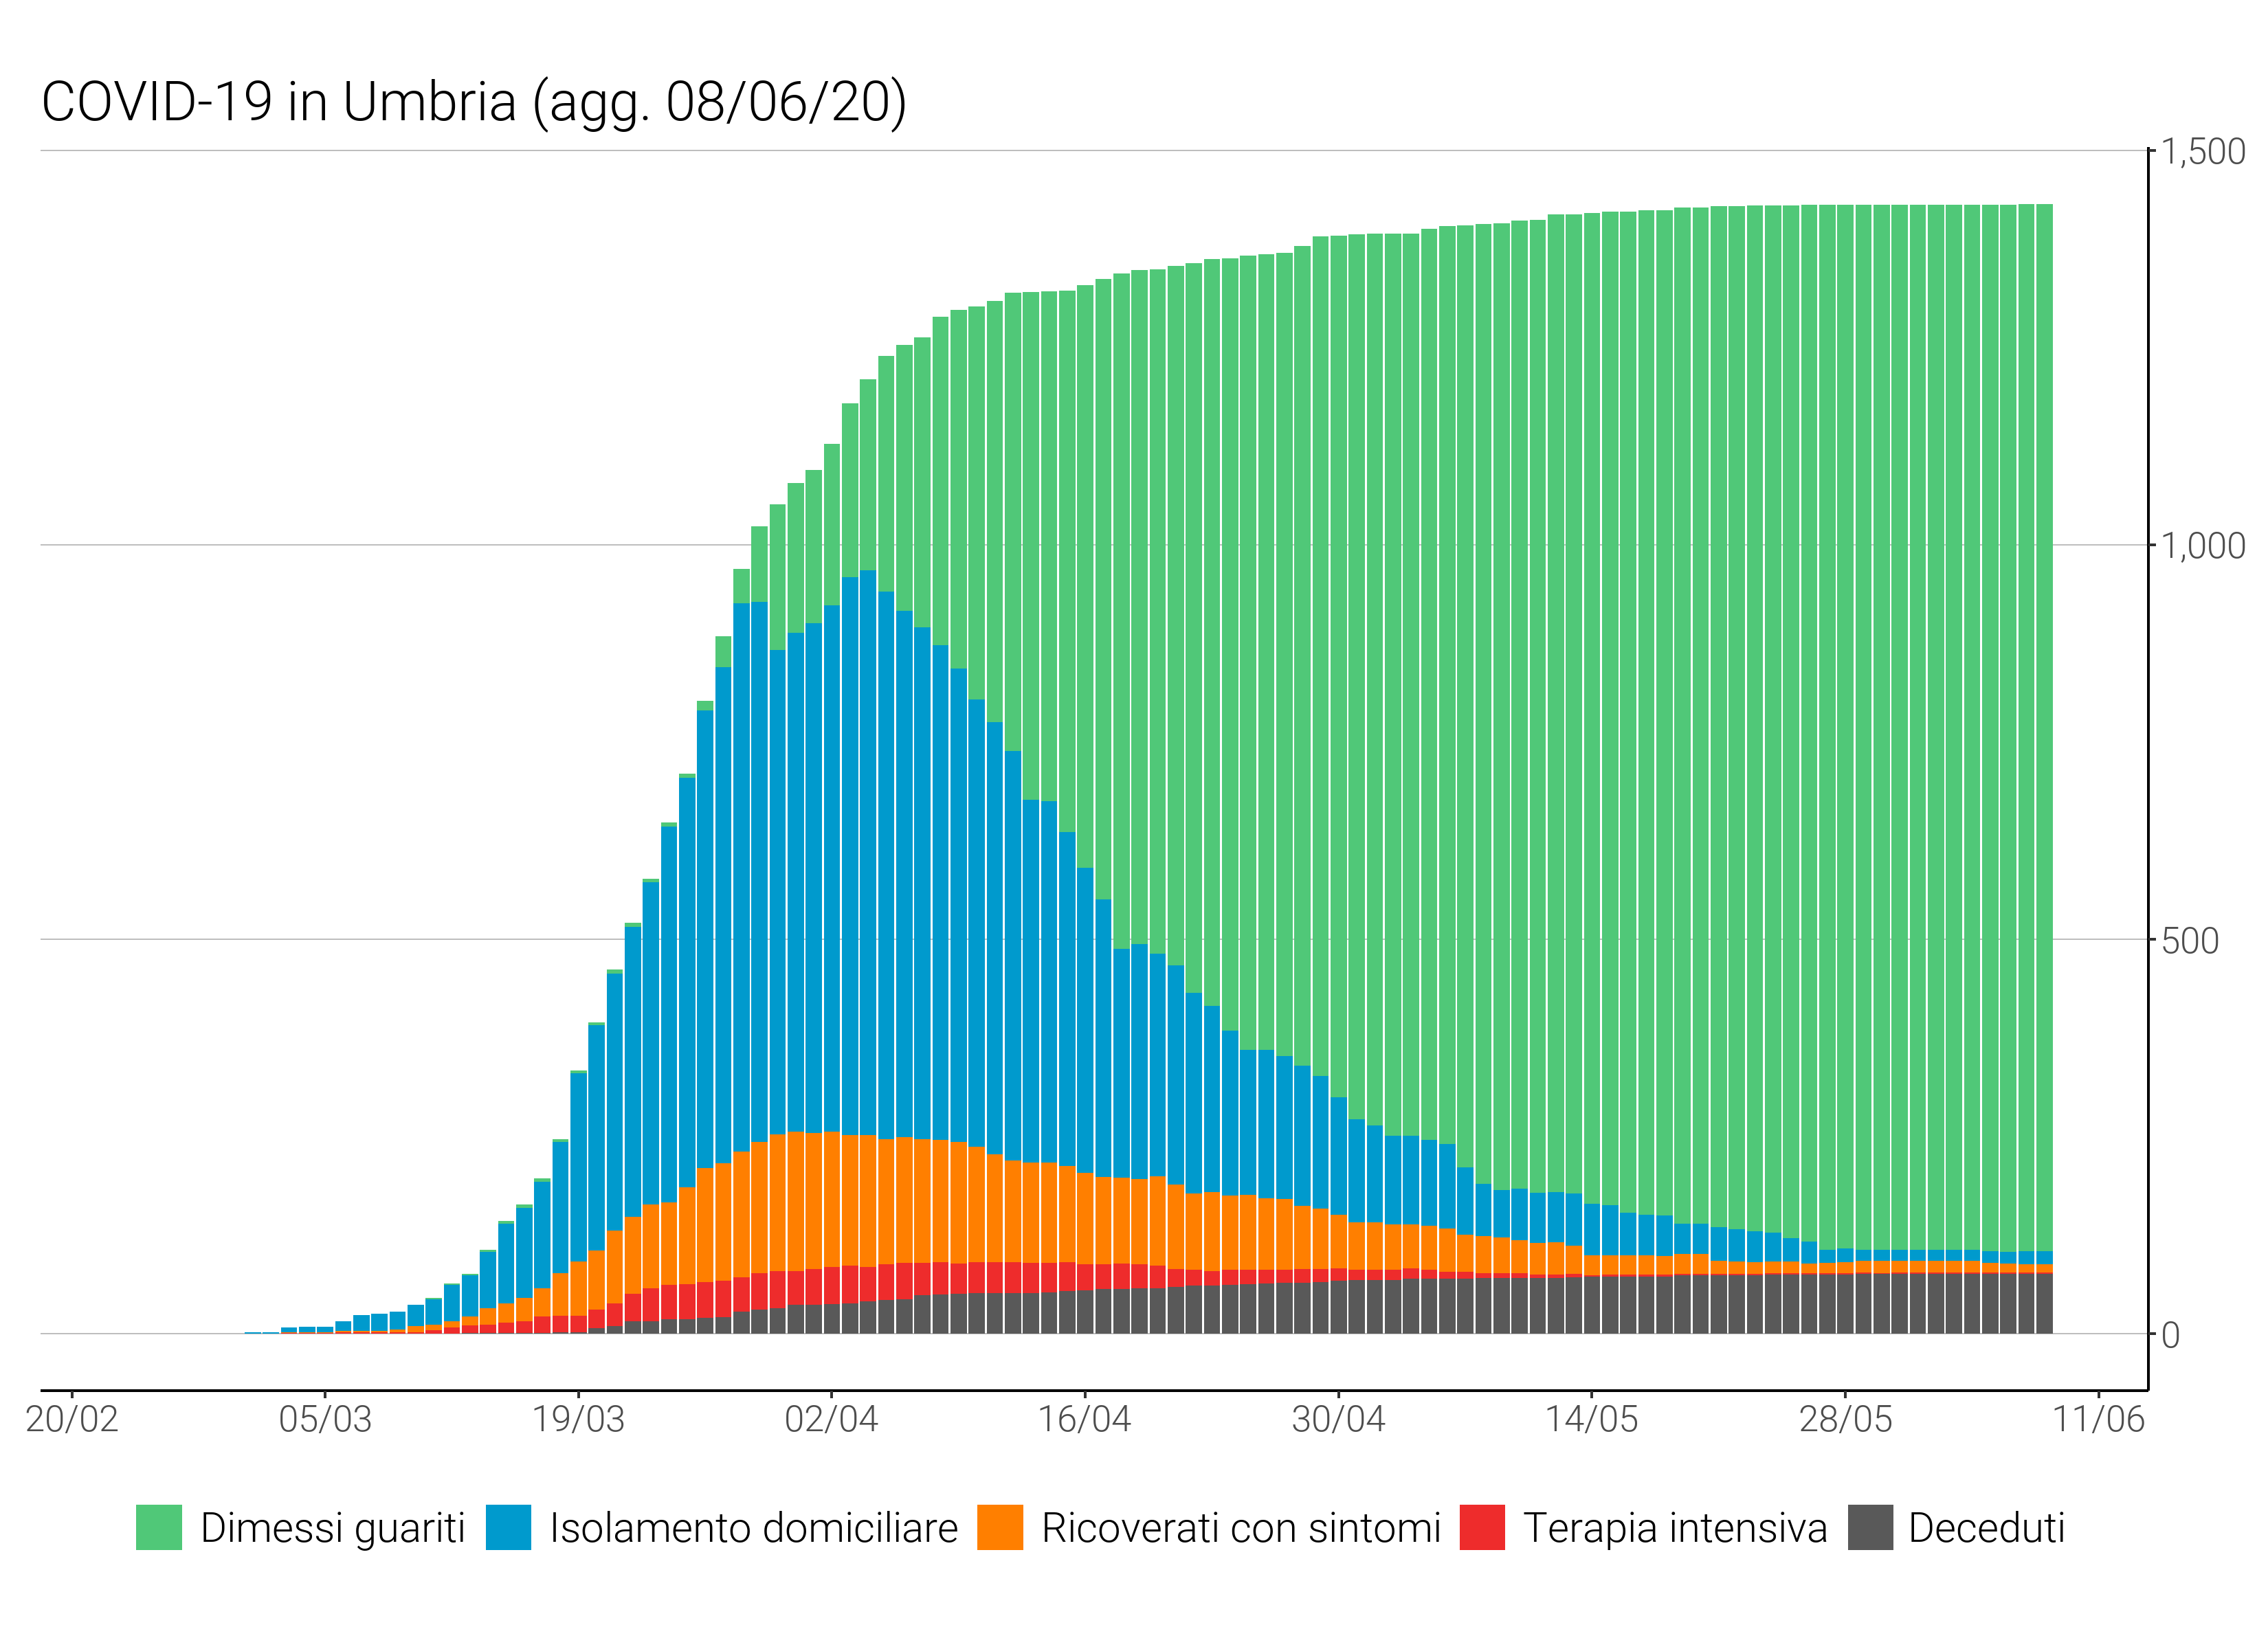 COVID-19 in Umbria (agg. 08/06/20)
1,500
1,000
500
0
20/02 05/03 19/03 02/04 16/04 30/04 14/05 28/05 11/06
Dimessi guariti Isolamento domiciliare Ricoverati con sintomi Terapia intensiva Deceduti